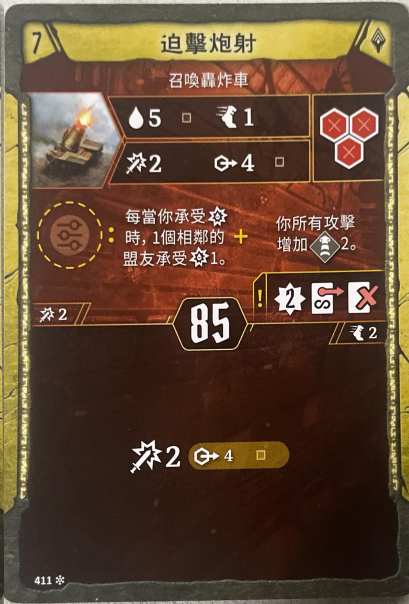 7
迫擊炮射
召喚轟炸車
5 1
2 4
每當你承受
時，1個相鄰的
盟友承受1。
+
你所有攻擊
增加2。
! 2
2
85
2
2 4
411